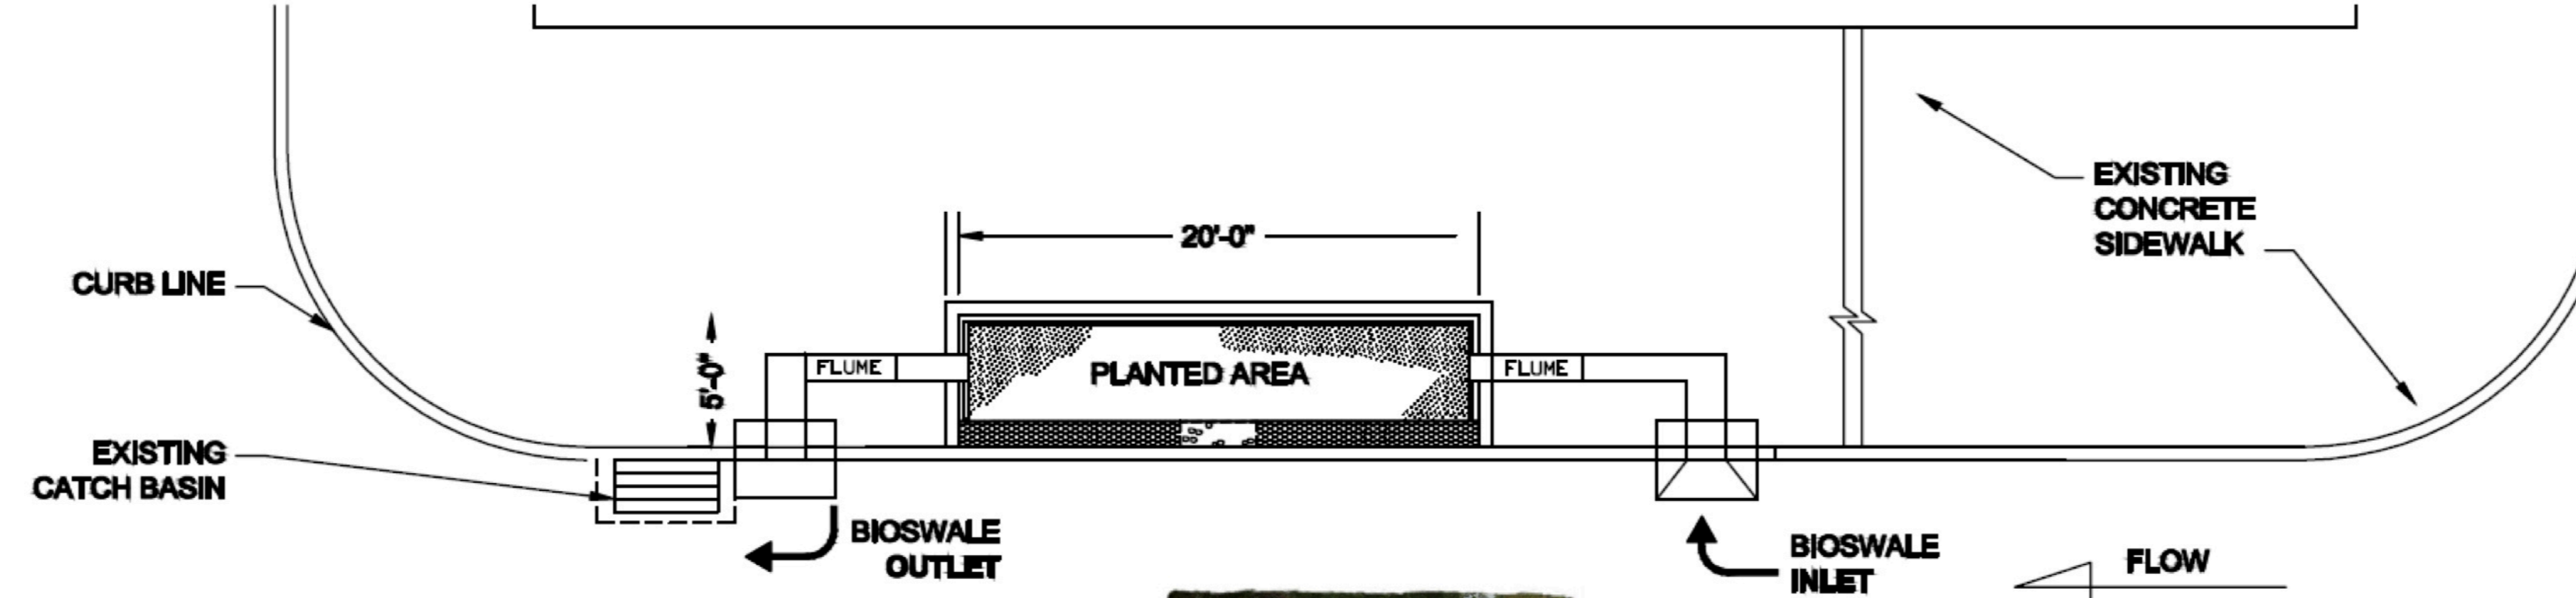 EXISTING
CONCRETE
SIDEWALK
20'-0"
CURB LINE
5'-0"
FLUME
PLANTED AREA
FLUME
EXISTING
CATCH BASIN
BIOSWALE
OUTLET
BIOSWALE
INLET
FLOW